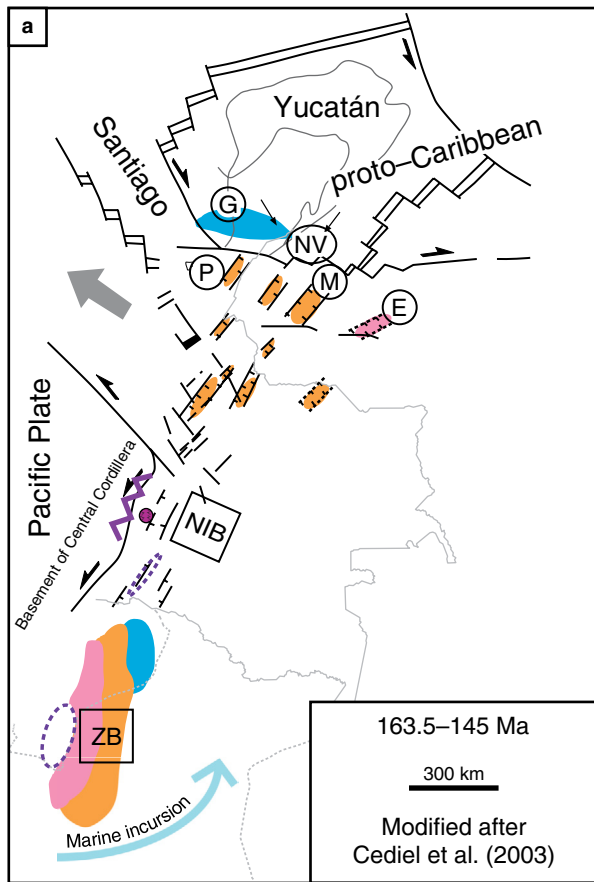 a
Yucatán
Santiago
proto–Caribbean
G
NV
P
M
E
Pacific Plate
Basement of Central Cordillera
NIB
ZB
Marine incursion
163.5–145 Ma
300 km
Modified after
Cediel et al. (2003)